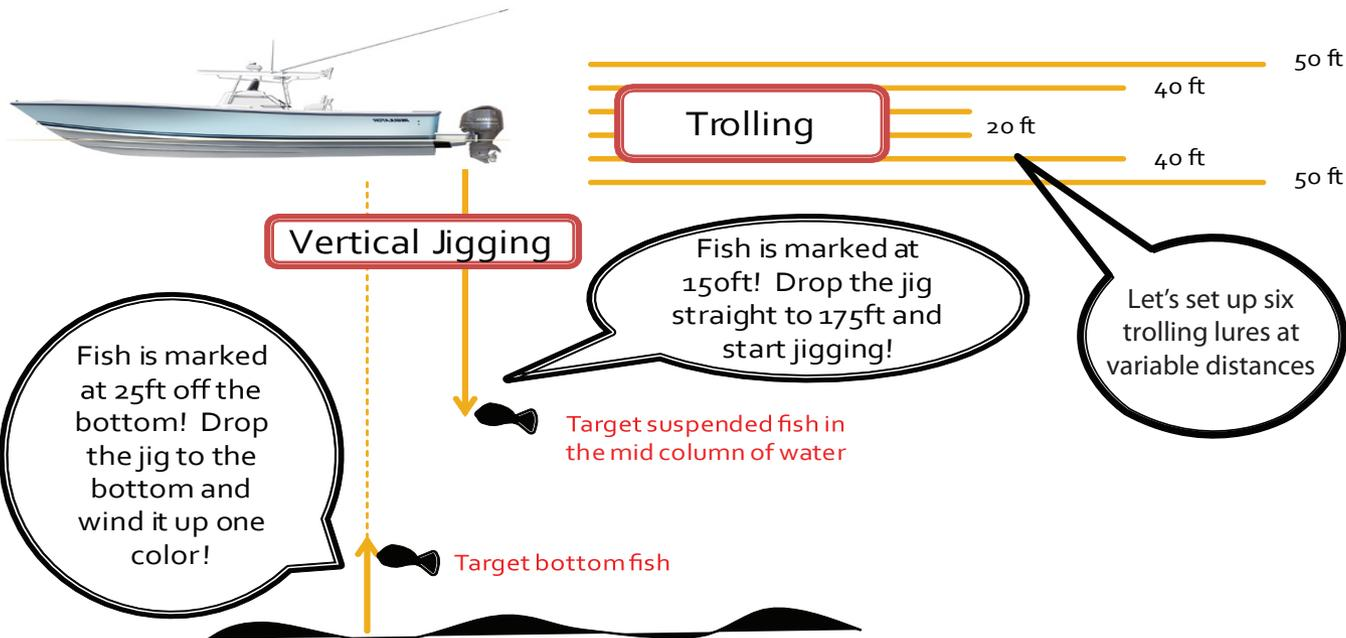 50 ft
40 ft
Trolling
20 ft
40 ft
50 ft
Vertical Jigging
Fish is marked at
150ft! Drop the jig
straight to 175ft and
start jigging!
Let's set up six
trolling lures at
variable distances
Fish is marked
at 25ft off the
bottom! Drop
the jig to the
bottom and
wind it up one
color!
Target suspended fish in
the mid column of water
Target bottom fish